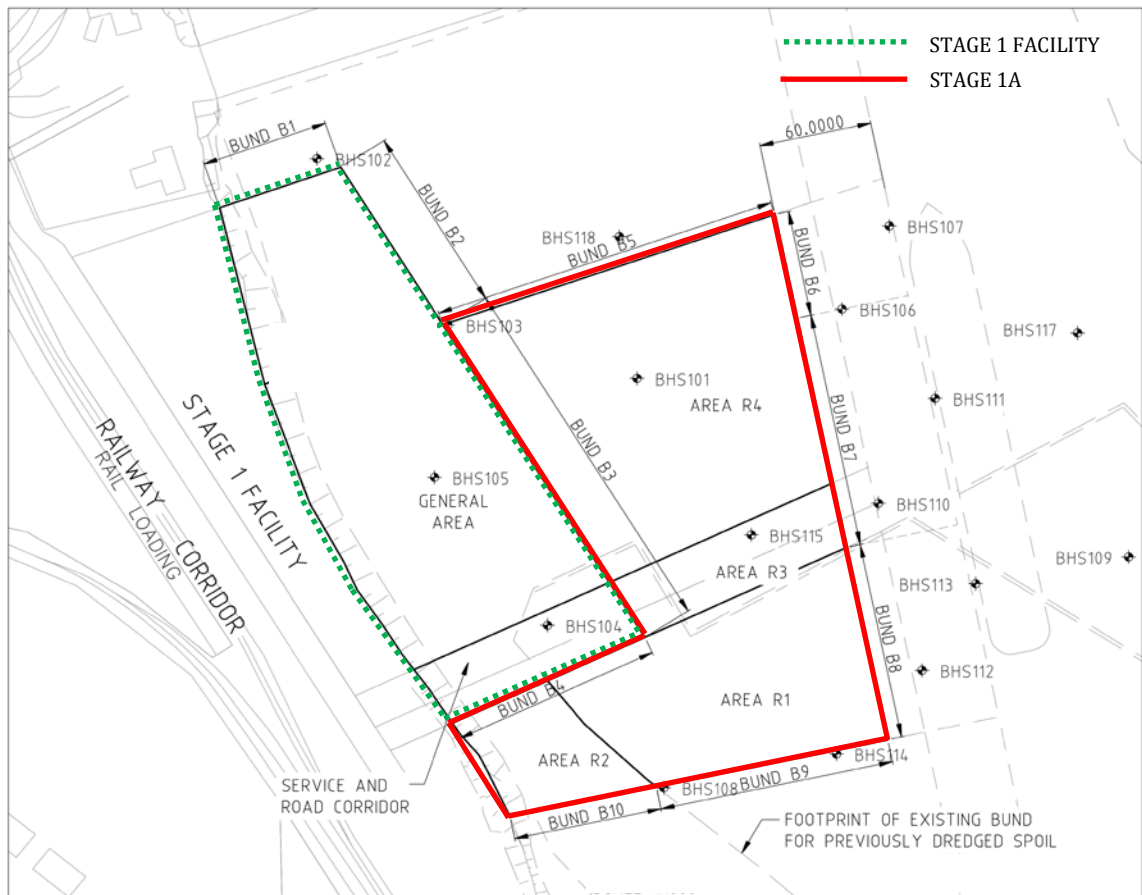 STAGE 1 FACILITY
STAGE 1A
60.0000
BUND B1
BHS102
BUND B2
BHS118
BUND B5
BHS107
BUND B6
BHS106
BHS103
BHS117
BHS101
AREA R4
BHS111
BUND B7
BUND B3
STAGE 1 FACILITY
RAILWAY CORRIDOR
RAIL LOADING
BHS105
GENERAL
AREA
BHS110
BHS115
BHS109
AREA R3
BHS113
BHS104
BUND B8
BHS112
BUND B4
AREA R1
AREA R2
BHS114
SERVICE AND
ROAD CORRIDOR
BHS108
BUND B9
BUND B10
FOOTPRINT OF EXISTING BUND
FOR PREVIOUSLY DREDGED SPOIL